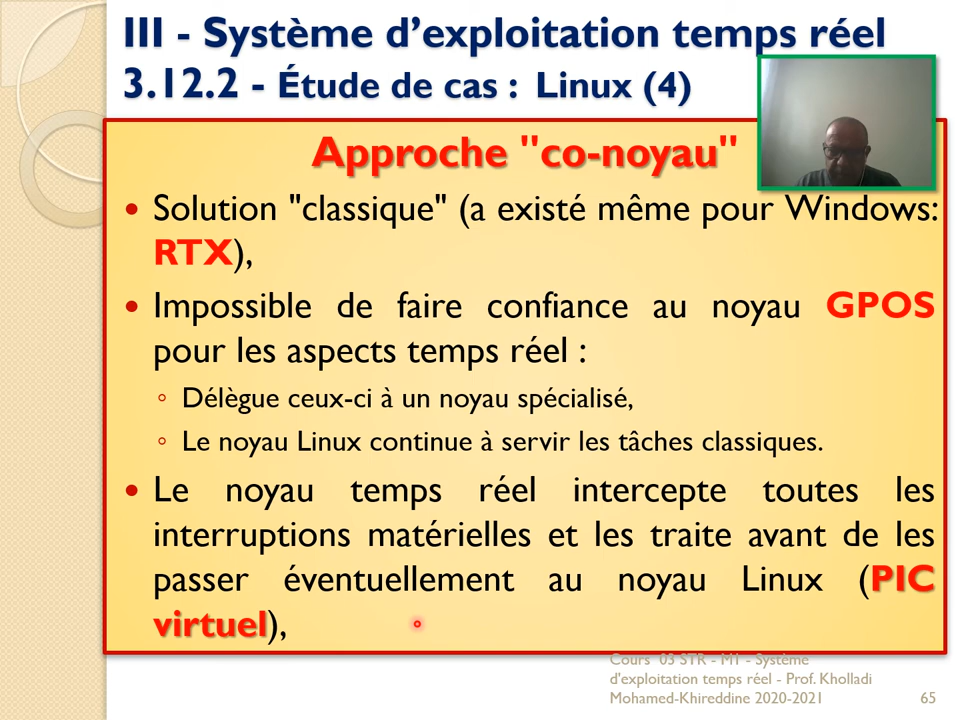 III - Système d'exploitation temps réel
3.12.2 - Étude de cas : Linux (4)
Approche "co-noyau"
• Solution "classique" (a existé même pour Windows:
RTX),
• Impossible de faire confiance au noyau GPOS
pour les aspects temps réel :
◦ Délègue ceux-ci à un noyau spécialisé,
◦ Le noyau Linux continue à servir les tâches classiques.
• Le noyau temps réel intercepte toutes les
interruptions matérielles et les traite avant de les
passer éventuellement au noyau Linux (PIC
virtuel),
Cours 03 STR - M1 - Système
d'exploitation temps réel - Prof. Kholladi
Mohamed-Khireddine 2020-2021
65